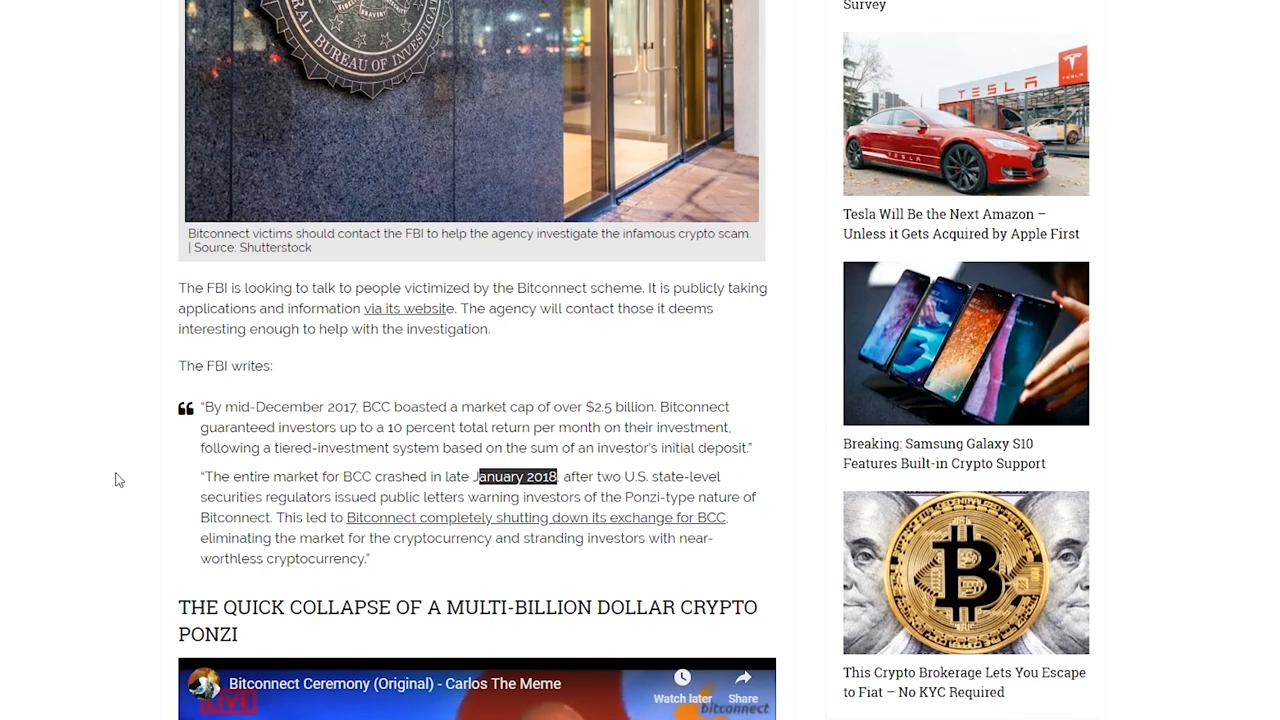 BUREAU OF INVESTIGA
Bitconnect victims should contact the FBI to help the agency investigate the infamous crypto scam.
| Source: Shutterstock
The FBI is looking to talk to people victimized by the Bitconnect scheme. It is publicly taking
applications and information via its website. The agency will contact those it deems
interesting enough to help with the investigation.
The FBI writes:
“By mid-December 2017, BCC boasted a market cap of over $2.5 billion. Bitconnect
guaranteed investors up to a 10 percent total return per month on their investment,
following a tiered-investment system based on the sum of an investor’s initial deposit.”
“The entire market for BCC crashed in late January 2018, after two U.S. state-level
securities regulators issued public letters warning investors of the Ponzi-type nature of
Bitconnect. This led to Bitconnect completely shutting down its exchange for BCC,
eliminating the market for the cryptocurrency and stranding investors with near-
worthless cryptocurrency.”
THE QUICK COLLAPSE OF A MULTI-BILLION DOLLAR CRYPTO
PONZI
Bitconnect Ceremony (Original) - Carlos The Meme
Watch later
Share
LIVE
bitconnect
Survey
TESLA
TESLA
TESLA
Tesla Will Be the Next Amazon –
Unless it Gets Acquired by Apple First
Breaking: Samsung Galaxy S10
Features Built-in Crypto Support
This Crypto Brokerage Lets You Escape
to Fiat – No KYC Required